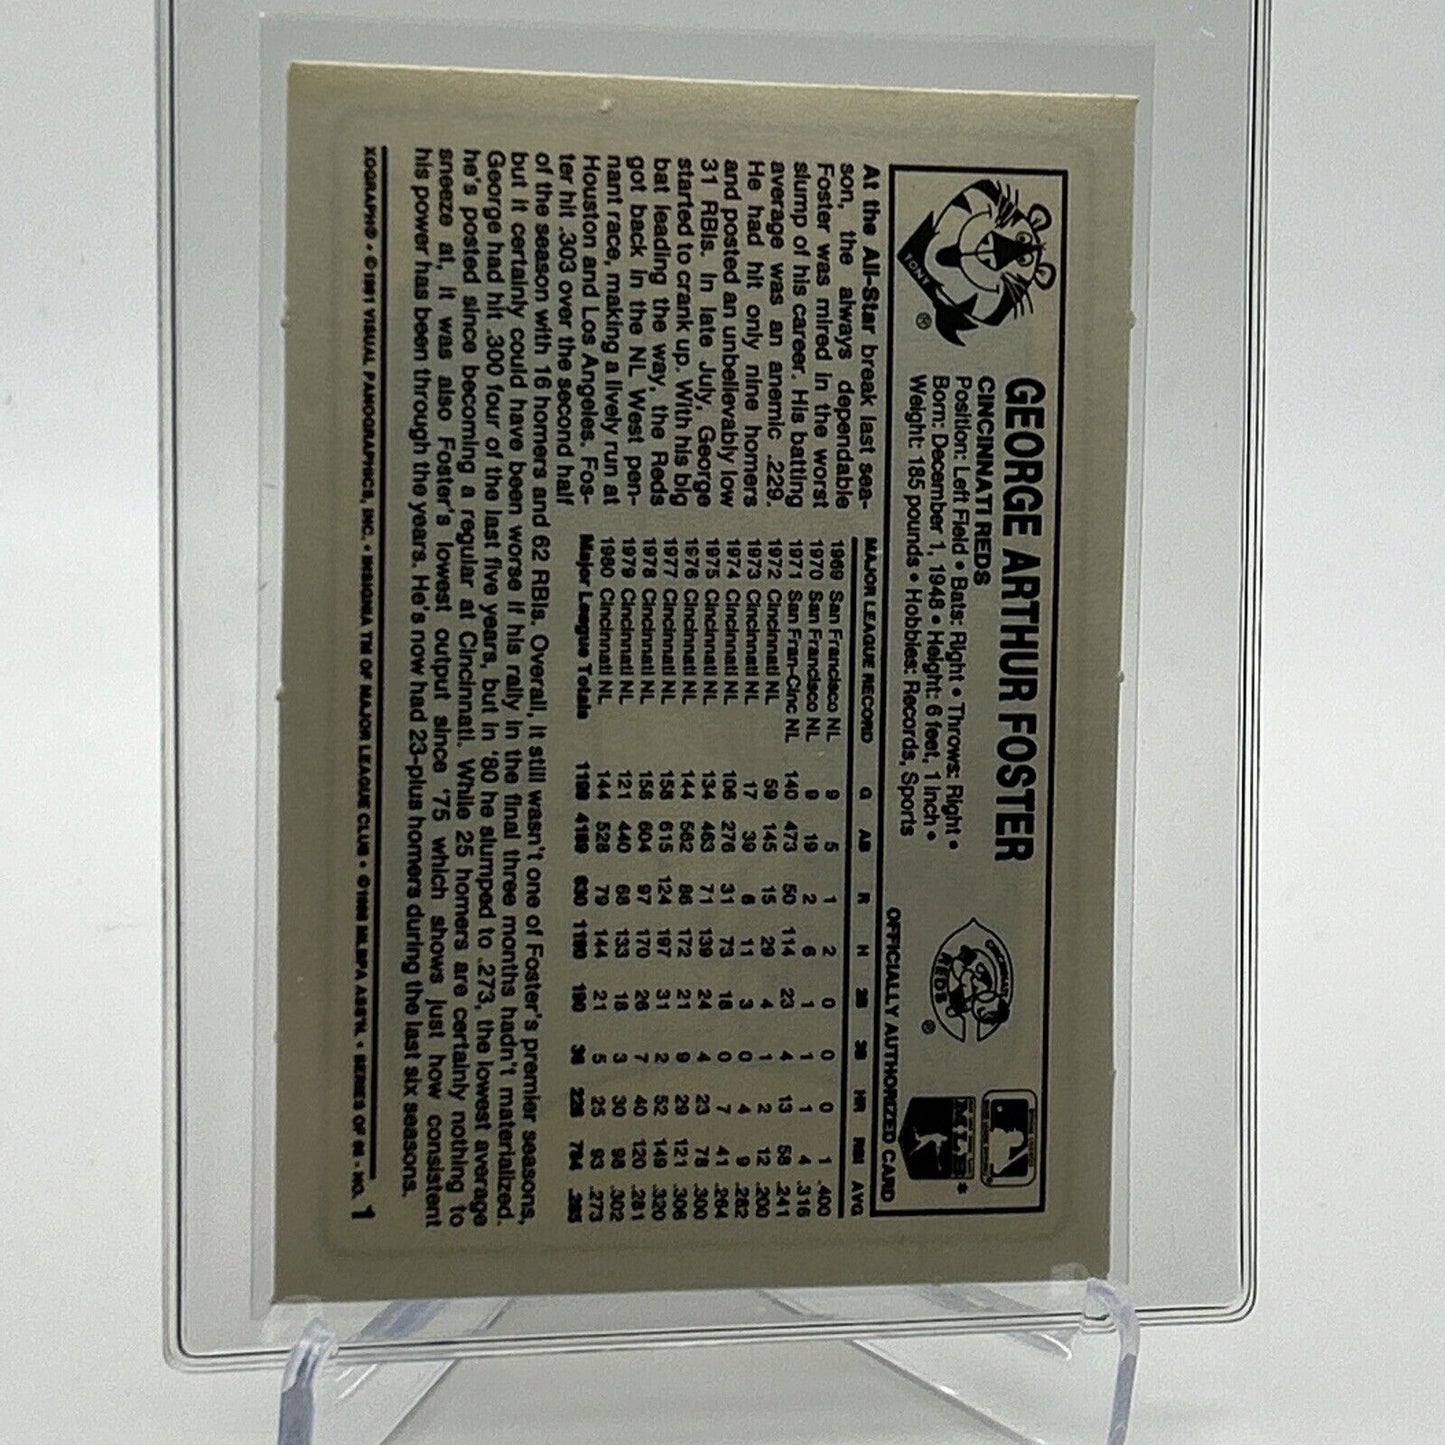 TONY ®
GEORGE ARTHUR FOSTER
CINCINNATI REDS
Position: Left Field • Bats: Right • Throws: Right •
Born: December 1, 1948 • Height: 6 feet, 1 inch •
Weight: 185 pounds • Hobbies: Records, Sports
CINCINNATI
REDS ®
MLB
OFFICIALLY AUTHORIZED CARD
At the All-Star break last sea-
son, the always dependable
Foster was mired in the worst
slump of his career. His batting
average was an anemic .229.
He had hit only nine homers
and posted an unbelievably low
31 RBIs. In late July, George
started to crank up. With his big
bat leading the way, the Reds
got back in the NL West pen-
nant race, making a lively run at
Houston and Los Angeles. Fos-
ter hit .303 over the second half
of the season with 16 homers and 62 RBIs. Overall, it still wasn't one of Foster's premier seasons,
but it certainly could have been worse if his rally in the final three months hadn't materialized.
George had hit .300 four of the last five years, but in '80 he slumped to .273, the lowest average
he's posted since becoming a regular at Cincinnati. While 25 homers are certainly nothing to
sneeze at, it was also Foster's lowest output since '75 which shows just how consistent
his power has been through the years. He's now had 23-plus homers during the last six seasons.
MAJOR LEAGUE RECORD G AB R H 2B 3B HR RBI AVG
1969 San Francisco NL 9 5 1 2 0 0 0 1 .400
1970 San Francisco NL 9 19 2 6 1 1 1 4 .316
1971 San Fran-Cinc NL 140 473 50 114 23 4 13 58 .241
1972 Cincinnati NL 59 145 15 29 4 1 2 12 .200
1973 Cincinnati NL 17 39 6 11 3 0 4 9 .282
1974 Cincinnati NL 106 276 31 73 18 0 7 41 .264
1975 Cincinnati NL 134 463 71 139 24 4 23 78 .300
1976 Cincinnati NL 144 562 86 172 21 9 29 121 .306
1977 Cincinnati NL 158 615 124 197 31 2 52 149 .320
1978 Cincinnati NL 158 604 97 170 26 7 40 120 .281
1979 Cincinnati NL 121 440 68 133 18 3 30 98 .302
1980 Cincinnati NL 144 528 79 144 21 5 25 93 .273
Major League Totals 1199 4169 630 1190 190 36 226 784 .285
XOGRAPH® • ©1981 VISUAL PANOGRAPHICS, INC. • INSIGNIA TM OF MAJOR LEAGUE CLUB • MLBPA ASS'N. • SERIES OF 66 • NO. 1